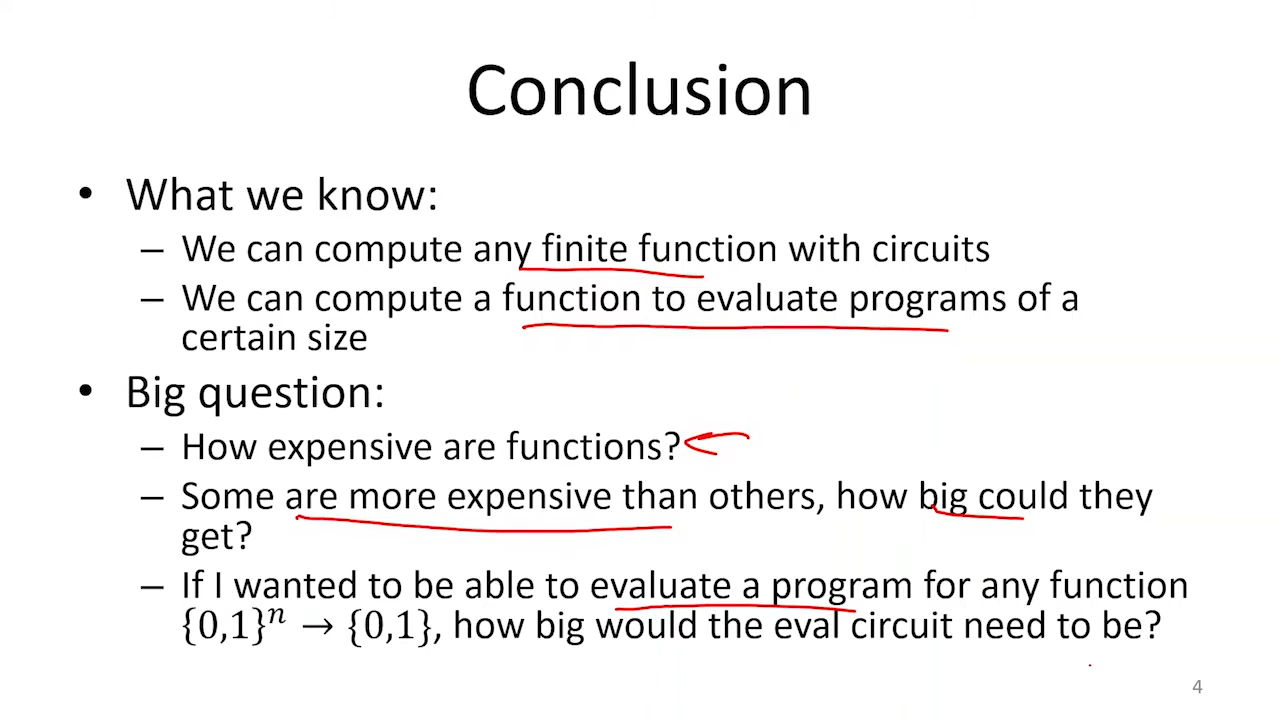 Conclusion
• What we know:
– We can compute any finite function with circuits
– We can compute a function to evaluate programs of a
certain size
• Big question:
– How expensive are functions?
– Some are more expensive than others, how big could they
get?
– If I wanted to be able to evaluate a program for any function
{0,1}ⁿ → {0,1}, how big would the eval circuit need to be?
4